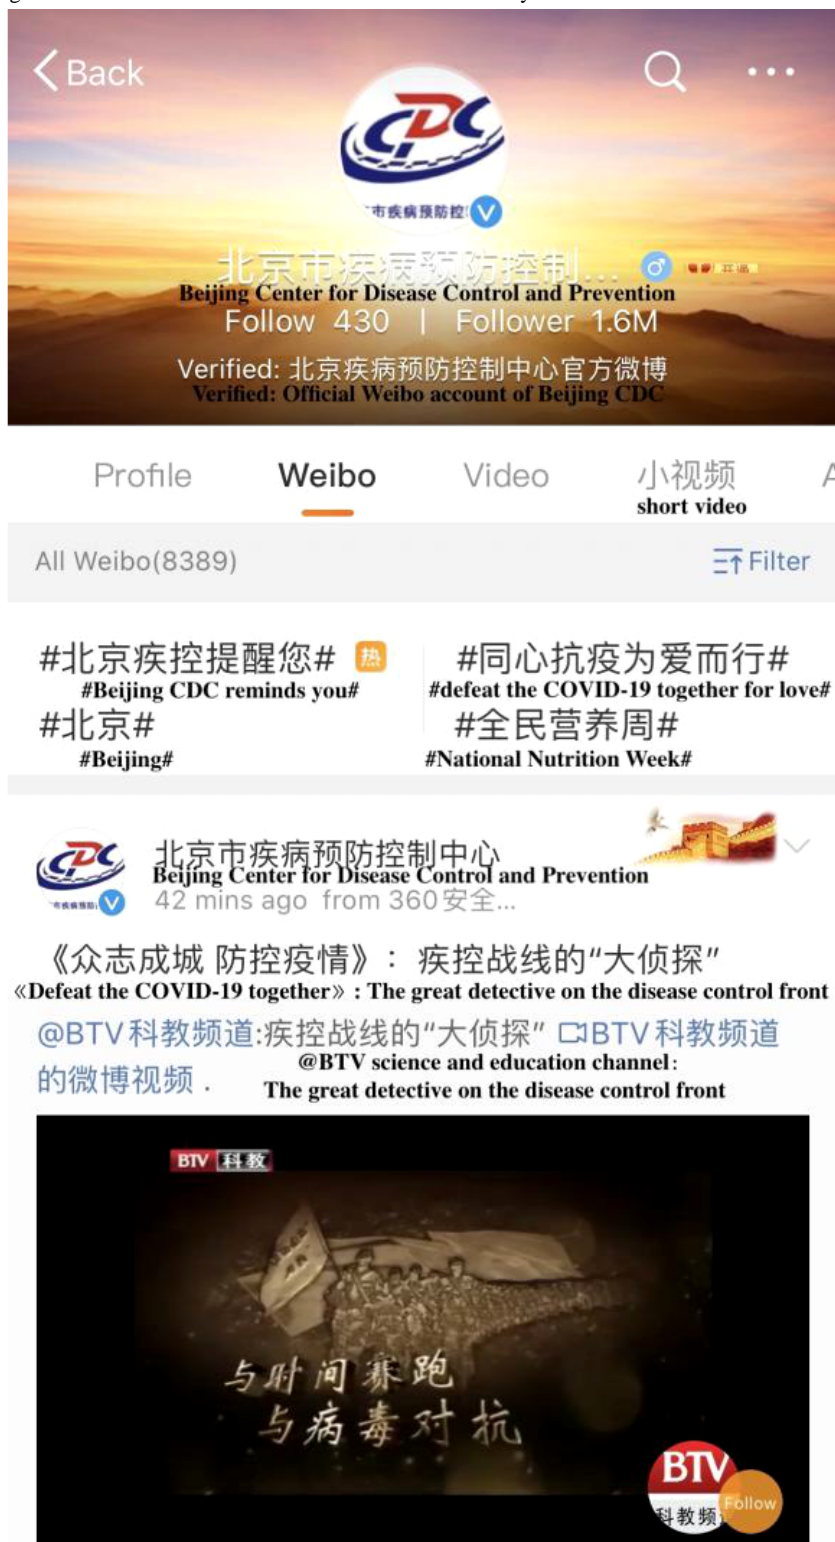 Back
市疾病预防控
北京市疾病预防控制...
Beijing Center for Disease Control and Prevention
Follow 430 | Follower 1.6M
Verified: 北京疾病预防控制中心官方微博
Verified: Official Weibo account of Beijing CDC
Profile Weibo Video 小视频 A
short video
All Weibo(8389) Filter
#北京疾控提醒您# 热 #同心抗疫为爱而行#
#Beijing CDC reminds you# #defeat the COVID-19 together for love#
#北京# #全民营养周#
#Beijing# #National Nutrition Week#
北京市疾病预防控制中心
Beijing Center for Disease Control and Prevention
42 mins ago from 360安全...
《众志成城 防控疫情》：疾控战线的“大侦探”
《Defeat the COVID-19 together》: The great detective on the disease control front
@BTV科教频道:疾控战线的“大侦探” BTV科教频道
@BTV science and education channel:
的微博视频 .
The great detective on the disease control front
BTV 科教
与时间赛跑
与病毒对抗
BTV
科教频道
Follow